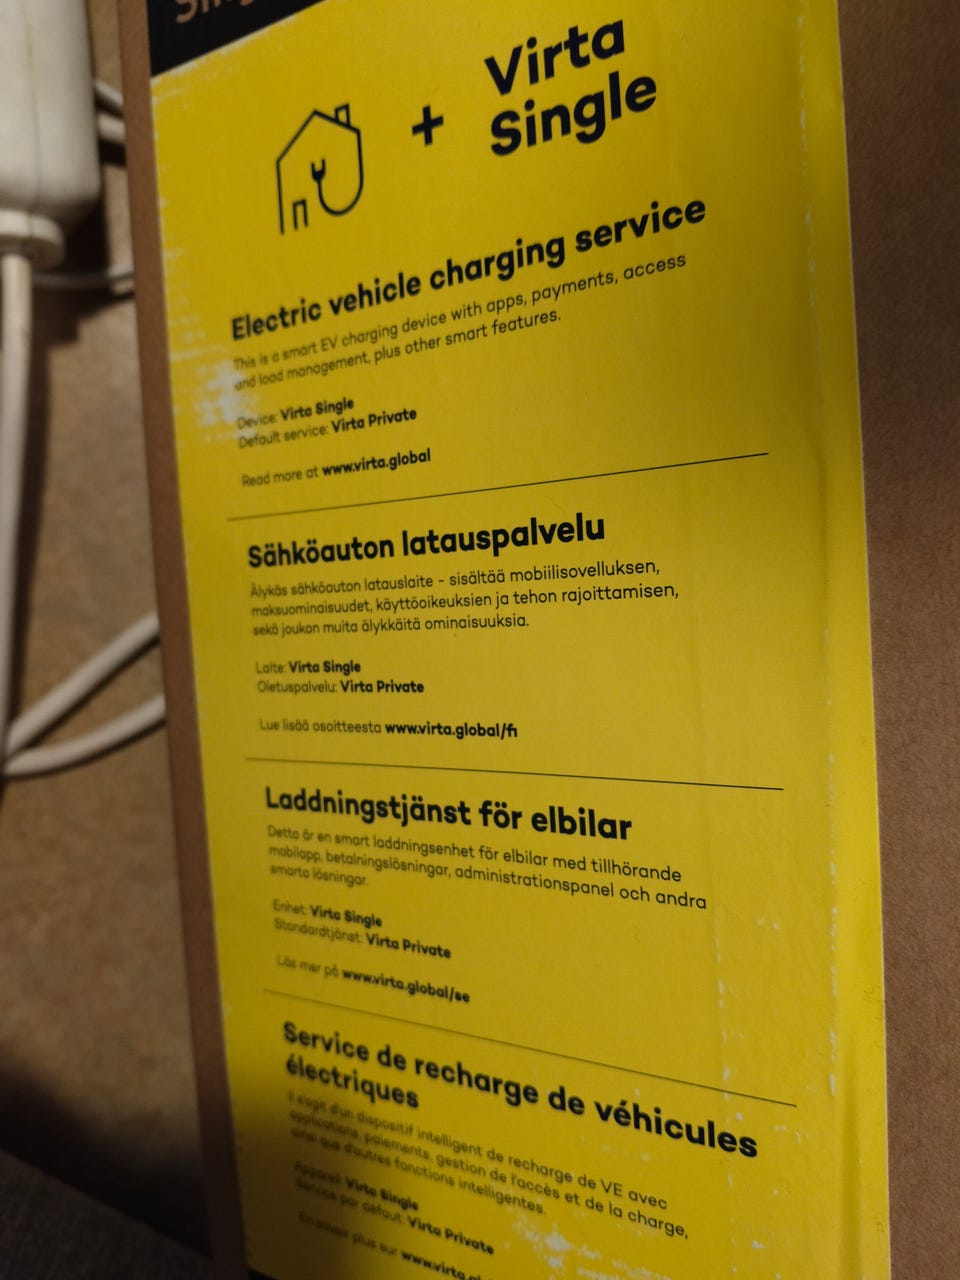 + Virta
Single
Electric vehicle charging service
This is a smart EV charging device with apps, payments, access
and load management, plus other smart features.
Device: Virta Single
Default service: Virta Private
Read more at www.virta.global
Sähköauton latauspalvelu
Älykäs sähköauton latauslaite - sisältää mobiilisovelluksen,
maksuominaisuudet, käyttöoikeuksien ja tehon rajoittamisen,
sekä joukon muita älykkäitä ominaisuuksia.
Laite: Virta Single
Oletuspalvelu: Virta Private
Lue lisää osoitteesta www.virta.global/fi
Laddningstjänst för elbilar
Detta är en smart laddningsenhet för elbilar med tillhörande
mobilapp, betalningslösningar, administrationspanel och andra
smarta lösningar.
Enhet: Virta Single
Standardtjänst: Virta Private
Läs mer på www.virta.global/se
Service de recharge de véhicules
électriques
Il s'agit d'un dispositif intelligent de recharge de VE avec
applications, paiements, gestion de l'accès et de la charge,
ainsi que d'autres fonctions intelligentes.
Appareil: Virta Single
Service par défaut: Virta Private
En savoir plus sur